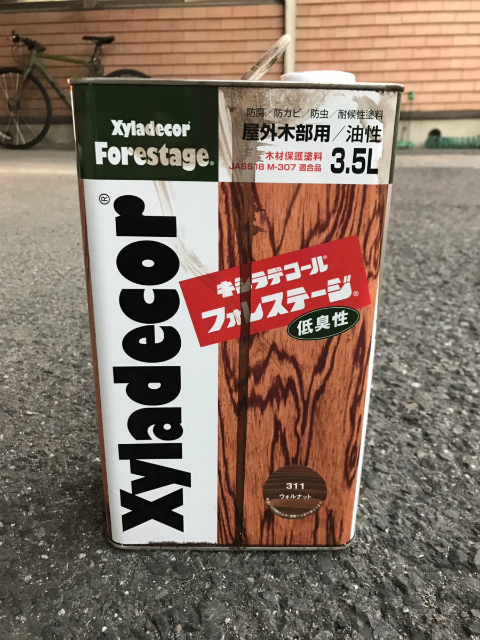 防腐／防カビ／防虫／耐候性塗料
屋外木部用／油性
木材保護塗料
JASS18 M-307 適合品
3.5L
Xyladecor®
Forestage®
Xyladecor®
キシラデコール®
フォレステージ®
低臭性
311
ウォルナット